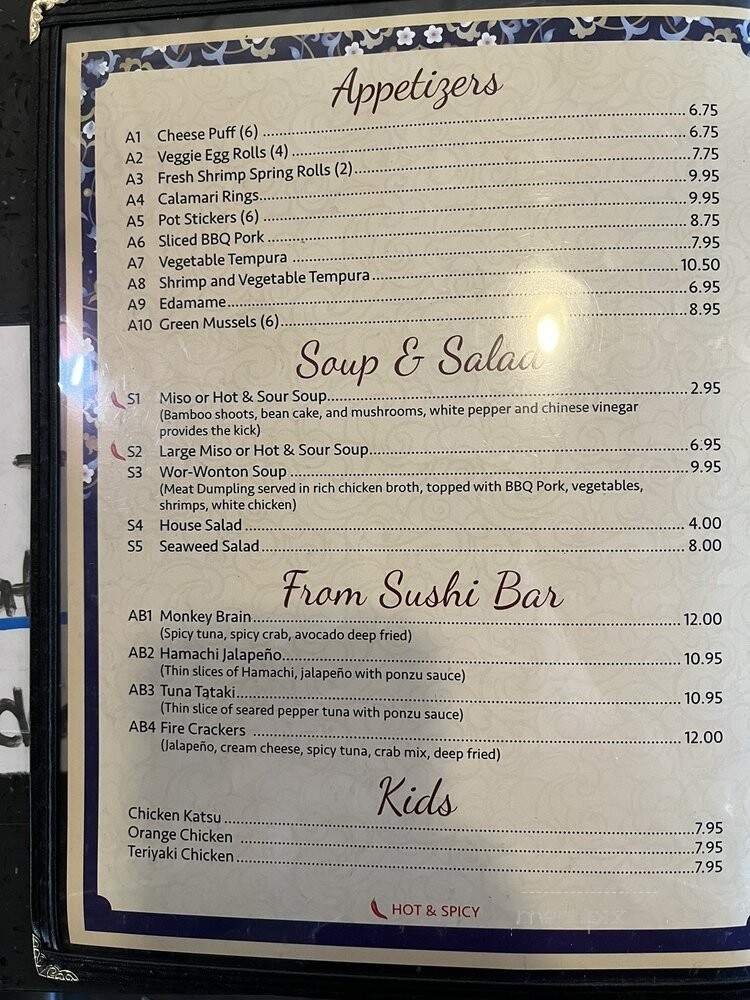 Appetizers
A1 Cheese Puff (6) 6.75
A2 Veggie Egg Rolls (4) 6.75
A3 Fresh Shrimp Spring Rolls (2) 7.75
A4 Calamari Rings 9.95
A5 Pot Stickers (6) 9.95
A6 Sliced BBQ Pork 8.75
A7 Vegetable Tempura 7.95
A8 Shrimp and Vegetable Tempura 10.50
A9 Edamame 6.95
A10 Green Mussels (6) 8.95
Soup & Salad
S1 Miso or Hot & Sour Soup 2.95
(Bamboo shoots, bean cake, and mushrooms, white pepper and chinese vinegar
provides the kick)
S2 Large Miso or Hot & Sour Soup 6.95
S3 Wor-Wonton Soup 9.95
(Meat Dumpling served in rich chicken broth, topped with BBQ Pork, vegetables,
shrimps, white chicken)
S4 House Salad 4.00
S5 Seaweed Salad 8.00
From Sushi Bar
AB1 Monkey Brain 12.00
(Spicy tuna, spicy crab, avocado deep fried)
AB2 Hamachi Jalapeño 10.95
(Thin slices of Hamachi, jalapeño with ponzu sauce)
AB3 Tuna Tataki 10.95
(Thin slice of seared pepper tuna with ponzu sauce)
AB4 Fire Crackers 12.00
(Jalapeño, cream cheese, spicy tuna, crab mix, deep fried)
Kids
Chicken Katsu 7.95
Orange Chicken 7.95
Teriyaki Chicken 7.95
HOT & SPICY